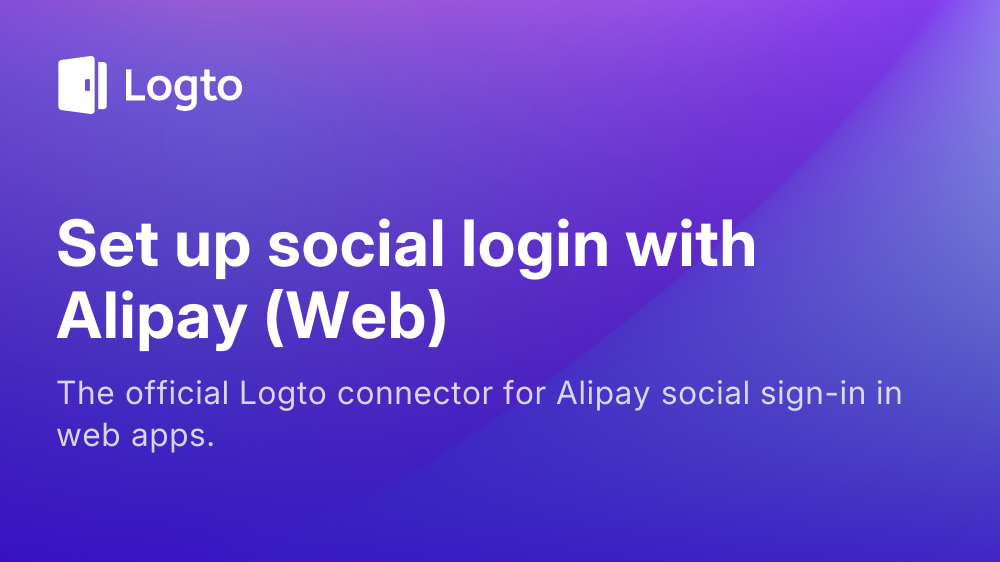 Logto
Set up social login with
Alipay (Web)
The official Logto connector for Alipay social sign-in in
web apps.